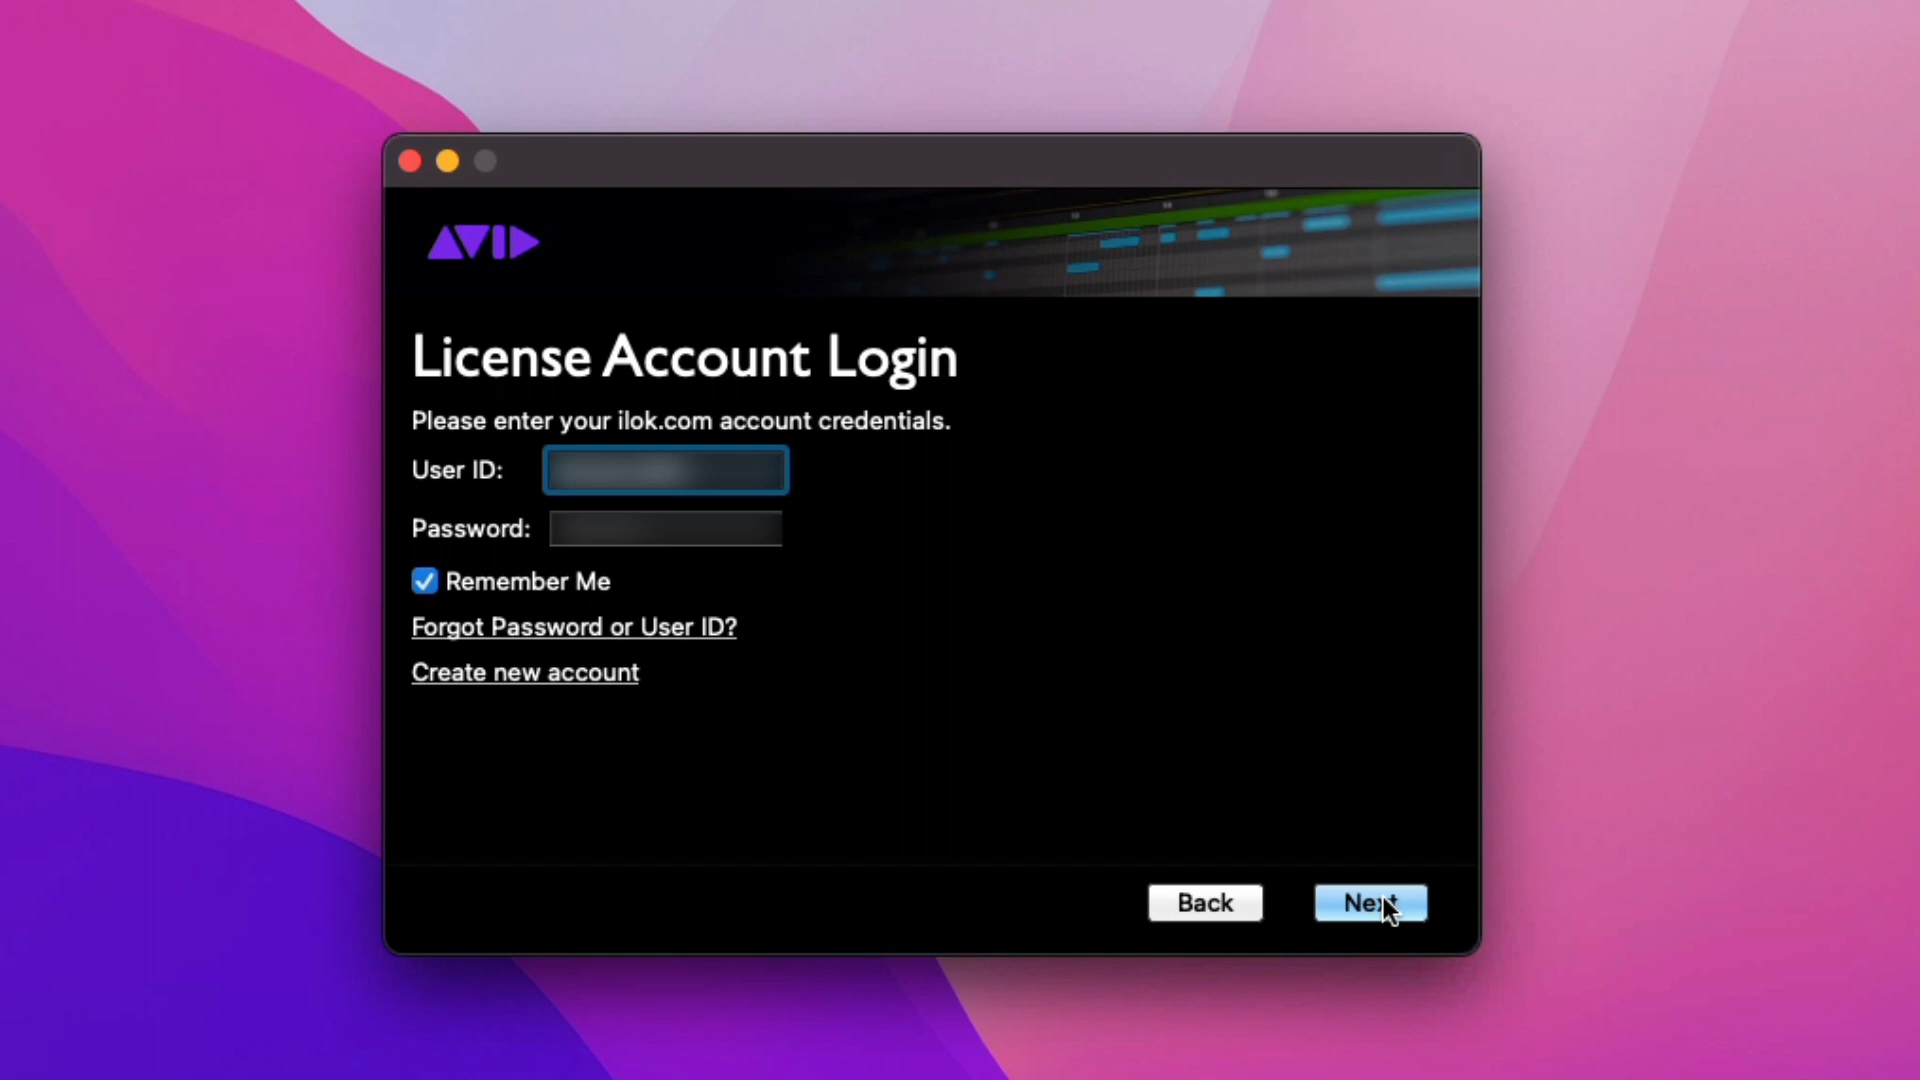 AVID
License Account Login
Please enter your ilok.com account credentials.
User ID:
Password:
Remember Me
Forgot Password or User ID?
Create new account
Back
Next